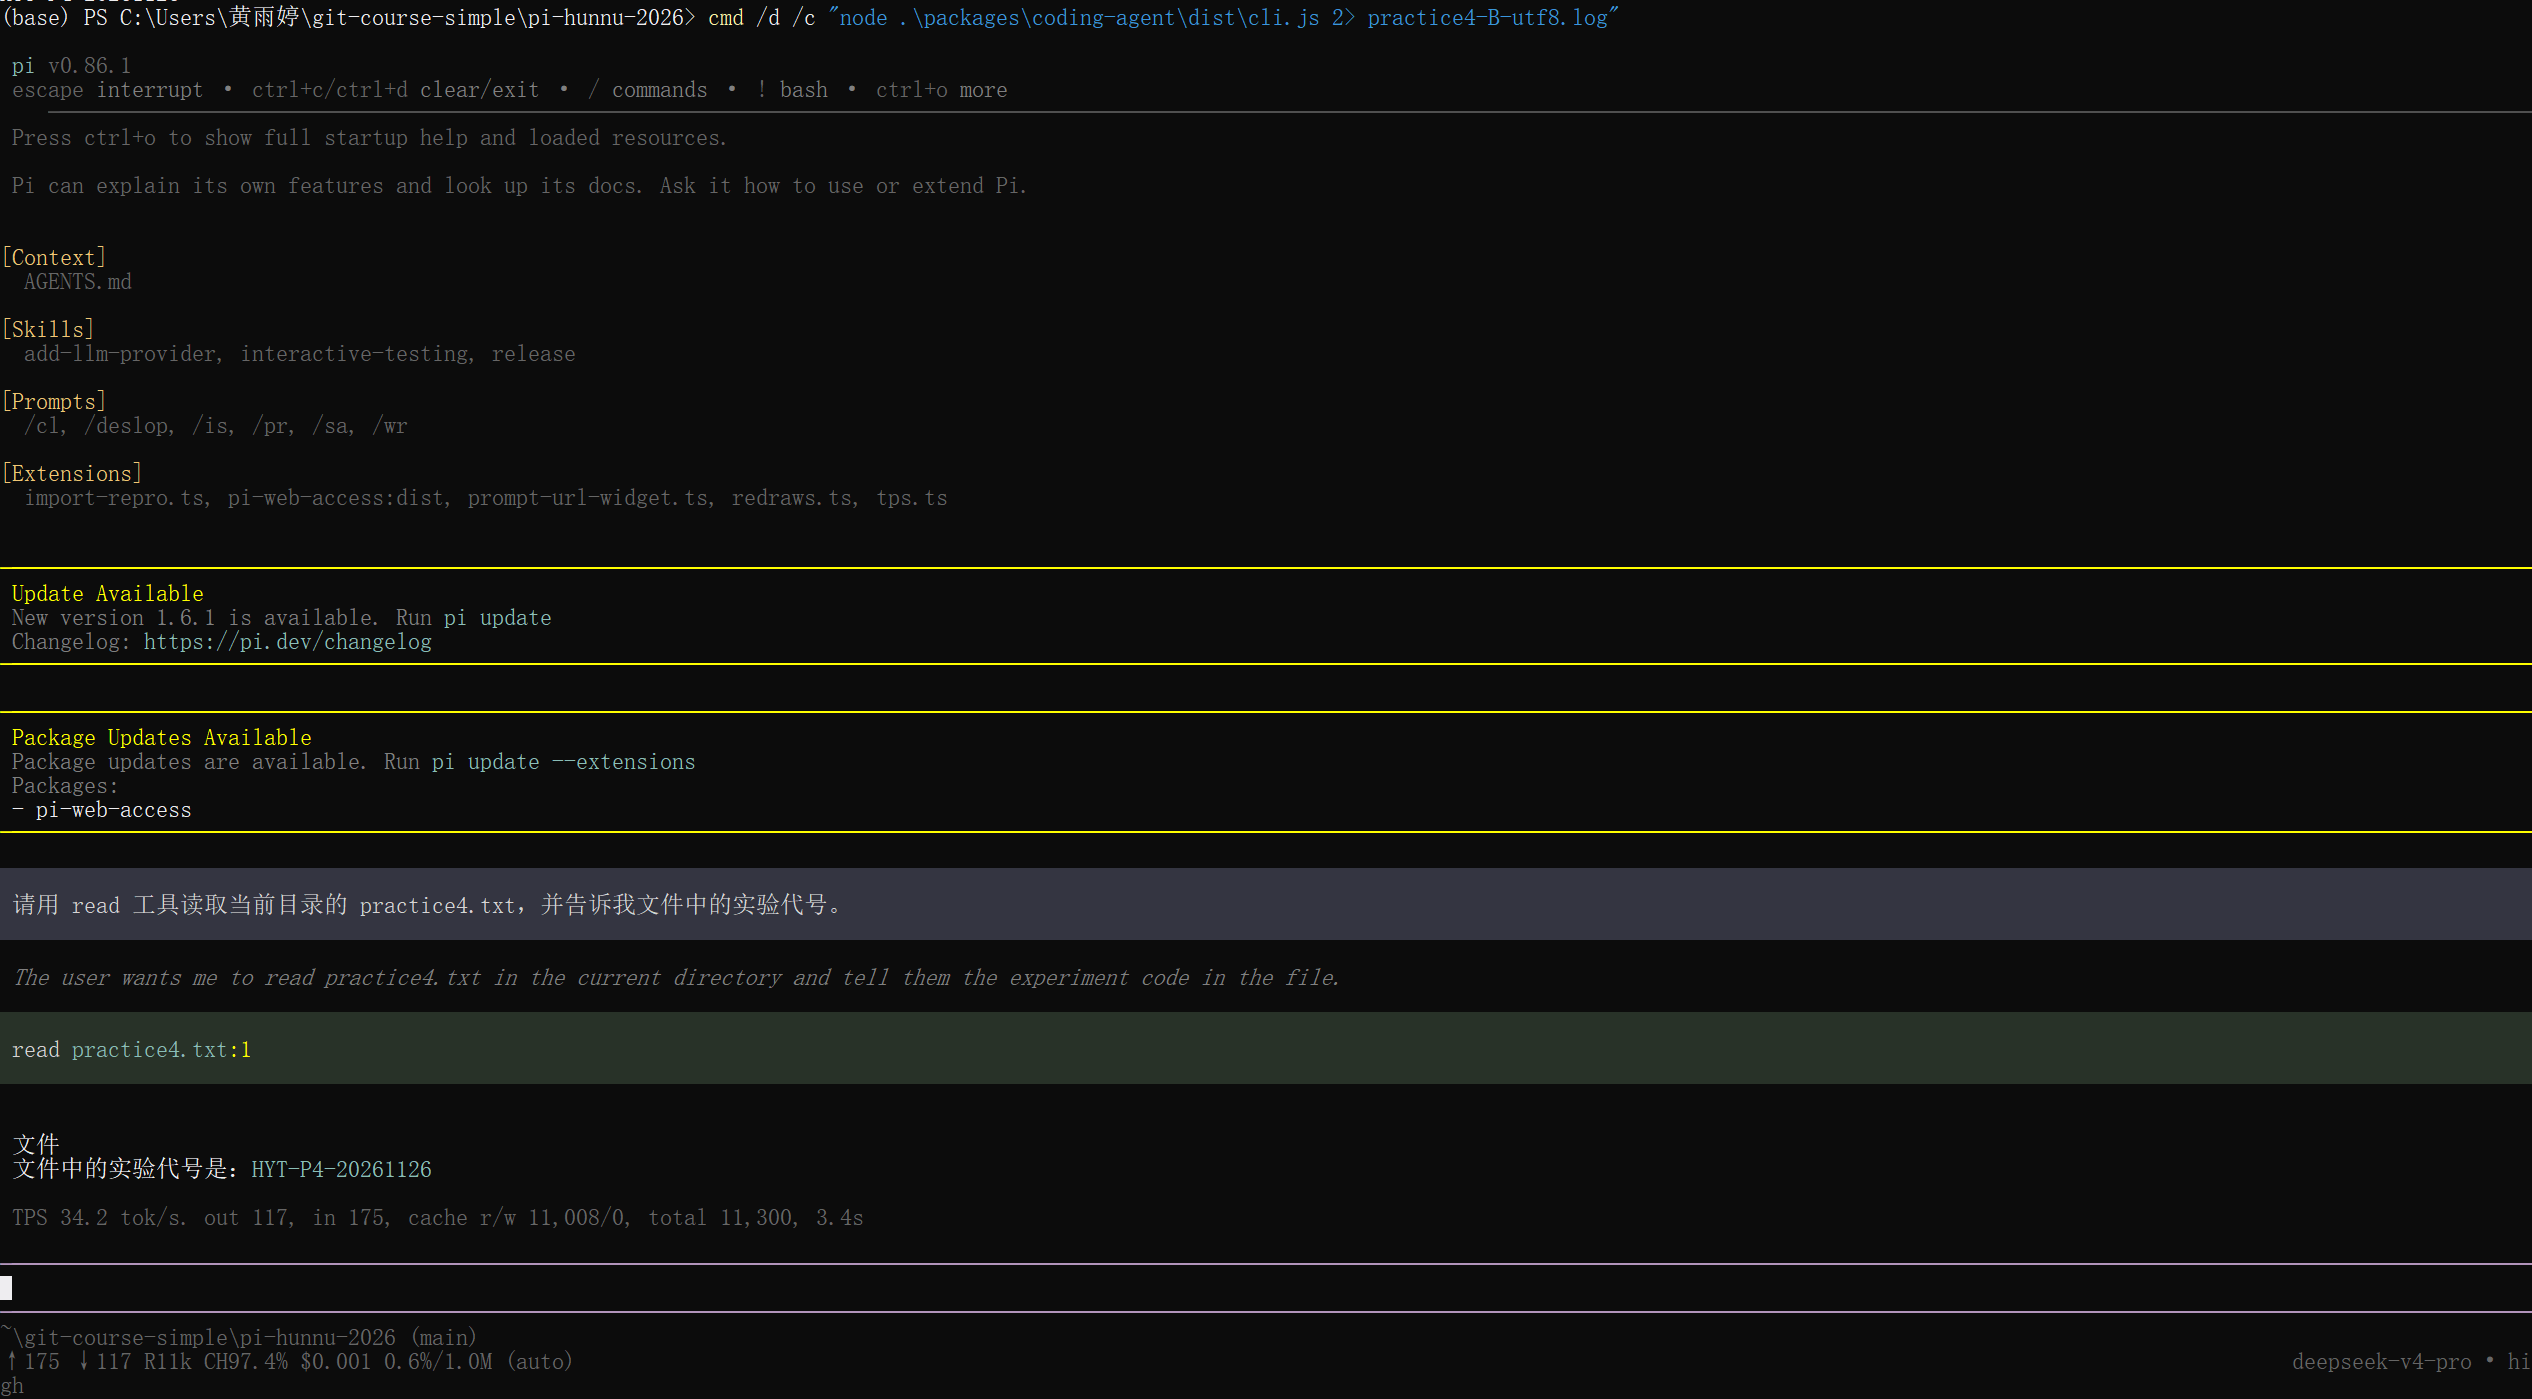 (base) PS C:\Users\黄雨婷\git-course-simple\pi-hunnu-2026> cmd /d /c "node .\packages\coding-agent\dist\cli.js 2> practice4-B-utf8.log"
pi v0.86.1
escape interrupt • ctrl+c/ctrl+d clear/exit • / commands • ! bash • ctrl+o more
Press ctrl+o to show full startup help and loaded resources.
Pi can explain its own features and look up its docs. Ask it how to use or extend Pi.
[Context]
AGENTS.md
[Skills]
add-llm-provider, interactive-testing, release
[Prompts]
/cl, /deslop, /is, /pr, /sa, /wr
[Extensions]
import-repro.ts, pi-web-access:dist, prompt-url-widget.ts, redraws.ts, tps.ts
Update Available
New version 1.6.1 is available. Run pi update
Changelog: https://pi.dev/changelog
Package Updates Available
Package updates are available. Run pi update --extensions
Packages:
- pi-web-access
请用 read 工具读取当前目录的 practice4.txt，并告诉我文件中的实验代号。
The user wants me to read practice4.txt in the current directory and tell them the experiment code in the file.
read practice4.txt:1
文件
文件中的实验代号是：HYT-P4-20261126
TPS 34.2 tok/s. out 117, in 175, cache r/w 11,008/0, total 11,300, 3.4s
~\git-course-simple\pi-hunnu-2026 (main)
↑175 ↓117 R11k CH97.4% $0.001 0.6%/1.0M (auto) deepseek-v4-pro • hi
gh